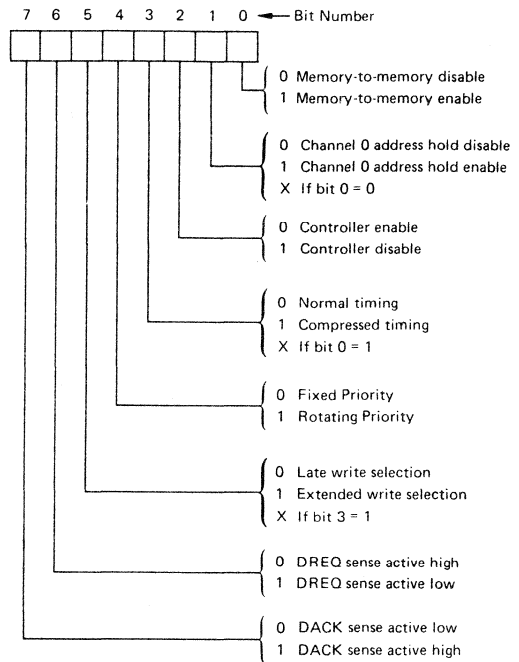 7 6 5 4 3 2 1 0 Bit Number
0 Memory-to-memory disable
1 Memory-to-memory enable
0 Channel 0 address hold disable
1 Channel 0 address hold enable
X If bit 0 = 0
0 Controller enable
1 Controller disable
0 Normal timing
1 Compressed timing
X If bit 0 = 1
0 Fixed Priority
1 Rotating Priority
0 Late write selection
1 Extended write selection
X If bit 3 = 1
0 DREQ sense active high
1 DREQ sense active low
0 DACK sense active low
1 DACK sense active high